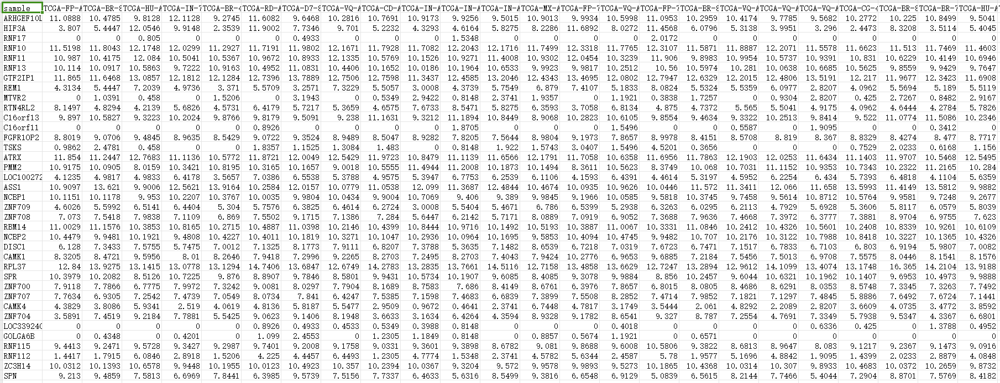 sample TCGA-FP-A TCGA-BR-8 TCGA-HU-A TCGA-IN-7 TCGA-BR-4 TCGA-RD-A TCGA-D7-8 TCGA-VQ-A TCGA-CD-A TCGA-IN-A TCGA-IN-A TCGA-IN-A TCGA-MX-A TCGA-FP-7 TCGA-VQ-A TCGA-FP-7 TCGA-BR-8 TCGA-VQ-A TCGA-VQ-A TCGA-VQ-A TCGA-CG-4 TCGA-BR-8 TCGA-BR-7 TCGA-HU-A
ARHGEF10L 11.0888 10.4785 9.8128 12.1128 9.2745 11.6082 9.6468 10.2816 10.7691 10.9173 9.9256 9.5015 10.9013 9.9934 10.5998 11.0953 10.2959 10.4174 9.7785 9.5682 10.2772 10.225 10.8499 9.5041
HIF3A 3.807 5.4447 12.0546 9.9148 2.3539 11.9002 7.7346 9.701 5.2232 4.3293 4.6164 5.8275 8.2286 11.6892 8.0272 11.4568 6.0796 5.3138 3.9951 3.296 2.4473 8.3208 3.5114 5.4045
RNF17 0 0 0.805 0 0 0 0.4933 0 0 0 1.5348 0 0 0 0 2.0172 0 0 0 0 0 0 0 0
RNF10 11.5198 11.8043 12.1748 12.0299 11.2927 11.7191 11.9802 12.1671 11.7928 11.7082 12.2043 12.1716 11.7499 12.3318 11.7765 12.3107 11.5871 11.8887 12.2071 11.5578 11.6623 11.513 11.7469 11.4603
RNF11 10.987 10.4175 12.084 10.5041 10.5367 10.9672 10.8933 12.1335 10.5769 10.1526 10.9271 11.4008 10.9302 12.0454 10.3239 11.906 9.8983 10.9954 10.5737 10.9391 10.831 10.6229 10.4149 10.6946
RNF13 10.114 10.0917 10.5863 9.7222 10.9163 10.4952 11.0831 10.4406 10.1652 10.0186 10.1964 10.6533 9.9923 9.9817 10.2512 10.56 10.5974 10.281 10.0638 10.6685 10.5625 9.8559 9.9429 9.7647
GTF2IP1 11.865 11.6468 13.0857 12.1812 12.1284 12.7396 13.7889 12.7506 12.7598 11.3437 12.4585 13.2046 12.4343 13.4695 12.0802 12.7947 12.6329 12.2015 12.4806 13.5191 12.217 11.9677 12.3423 11.6908
REM1 4.3134 5.4447 7.2039 4.9736 3.371 5.5709 3.2571 7.3229 5.5057 3.0008 4.3739 5.7549 6.879 7.4107 5.1833 8.0824 5.5324 5.5359 6.0977 2.8207 4.0962 5.5694 5.189 5.5119
MTVR2 0 1.0391 0.458 0 1.5206 0 3.1943 0 0.5349 2.9422 0.8148 2.3741 1.9357 0 1.1921 0.3838 1.7257 0 0.9304 2.8207 0.425 2.7267 0.8482 2.9167
RTN4RL2 8.1497 4.8294 4.2139 5.6826 4.5731 6.4179 5.7217 5.3659 4.6575 7.6733 8.5471 5.8275 6.3593 3.7058 6.8134 4.875 4.7372 5.565 5.5041 4.9175 4.0962 4.6444 4.2784 5.7826
C16orf13 9.897 10.5827 9.3223 10.2024 9.8766 9.8179 9.5091 9.238 11.1631 9.3212 11.1894 10.8449 8.9068 10.2823 10.6105 9.8554 9.4634 9.3322 10.2513 9.8414 9.522 11.0774 11.5086 10.2346
C16orf11 0 0 0 0 0 0.8926 0 0 0 0 1.8705 0 0 0 1.5496 0 0 0.5587 0 1.9095 0 0 0.3412 0
FGFR1OP2 8.8019 9.0706 9.4845 8.9635 8.5429 9.0722 9.3524 8.9489 8.5047 8.9282 7.8205 7.5644 8.9804 9.1973 7.8657 8.9978 8.4151 8.5708 8.819 8.367 8.8329 8.4274 8.477 8.7717
TSKS 0.9862 2.4781 0.458 0 0 1.8357 1.1525 1.3084 1.483 0 0.8148 1.922 1.5743 3.0407 1.5496 4.5201 0.3656 0 0 0 0.7529 2.0233 0.6168 1.156
ATRX 11.854 11.2447 12.7683 11.1136 10.5772 11.8721 12.0049 12.5429 11.9723 10.8479 11.1139 11.6566 12.1791 11.7058 10.6358 11.6956 11.7863 12.1903 12.0253 11.6434 11.1403 11.9707 10.5468 12.5495
PMM2 10.9175 10.0905 8.0159 10.3421 10.8195 10.3165 10.1657 9.0018 10.5555 11.4944 11.2008 10.1873 10.1494 8.3611 10.5623 8.3749 10.068 10.7031 11.1152 10.9353 10.7343 10.2322 11.2165 10.284
LOC100272 4.1235 4.9817 4.9833 6.4178 3.5657 7.0386 6.5538 5.3788 4.9575 5.3947 6.7753 6.2539 6.1106 4.1593 6.4391 4.4614 5.3197 4.5952 6.2254 6.434 5.7393 6.4818 4.1104 5.6359
ASS1 10.9097 13.621 9.9006 12.5621 13.9164 10.2584 12.0157 10.0779 11.0538 12.099 11.3687 12.4844 10.4674 10.0935 10.9626 10.0446 11.572 11.3411 12.066 11.658 13.5993 11.4149 13.5812 9.9882
NCBP1 10.1151 10.1178 9.953 10.2207 10.3767 10.0035 9.9804 10.0434 9.9004 10.7069 9.406 9.389 9.9845 9.1966 10.0585 9.5818 10.3745 9.7458 9.5614 10.8712 10.5764 9.9581 9.7248 9.2677
ZNF709 4.6026 5.5992 6.5141 6.4404 5.304 5.7576 6.3825 6.4614 6.2724 3.0008 5.5404 5.4671 6.786 6.5399 5.2938 6.3263 6.0295 6.2113 4.7929 5.6928 5.3606 5.8117 6.0579 5.8039
ZNF708 7.073 7.5418 7.9838 7.1109 6.869 7.5502 9.1715 7.1386 7.284 5.6447 6.2142 5.7171 8.0889 7.0919 6.9052 7.3688 7.9636 7.4668 7.3972 6.3777 7.3881 8.9704 6.9755 7.623
RBM14 11.0029 11.1576 10.3853 10.8165 10.2715 10.4887 11.0398 10.2146 10.4399 10.8444 10.9716 10.1492 10.5193 10.3887 11.0067 10.3331 11.0846 10.2412 10.4326 10.5601 10.2408 10.8339 10.9261 10.6109
NCBP2 10.4479 9.9481 10.1921 9.4808 10.4227 10.4011 10.1819 10.3271 10.1047 10.2936 10.0964 10.1695 9.5853 10.4094 10.4745 9.9482 10.707 10.2176 10.3122 10.7988 10.8418 10.3227 10.1365 10.4326
DISC1 6.128 7.3433 7.5755 5.7475 7.0012 7.1325 8.1773 7.9111 6.8207 7.3788 5.3635 7.1482 8.6539 6.7218 7.0319 7.6723 6.7471 7.1517 6.7833 6.7103 6.803 6.9194 5.9807 7.0082
CAMK1 8.3205 8.4721 9.5956 8.01 8.2646 7.9418 7.2996 9.2265 8.2703 7.2495 8.2703 7.4043 7.9424 10.2776 6.9653 9.6885 7.2184 7.5456 7.5013 6.9708 7.5575 8.0446 8.1541 8.1576
RPL37 12.84 13.9275 13.1415 13.0778 13.1294 14.7406 13.6847 12.6749 14.2783 13.2835 13.7661 14.5116 12.7158 13.4858 13.6629 12.7247 13.2894 12.9612 14.1099 13.4074 13.1748 16.365 14.2104 13.9188
SPR 10.3979 10.2082 8.5126 10.7225 9.876 8.8907 9.7846 8.5801 9.9431 10.5734 10.1907 9.6085 8.4085 9.3078 9.9884 8.856 10.2457 9.6044 10.6321 10.1962 10.1407 9.6953 10.4973 9.9888
ZNF700 7.9118 7.7866 6.7775 7.9972 7.3242 9.0081 8.0297 7.7904 8.1689 8.7583 7.686 8.4149 8.6761 6.3976 7.8657 6.8015 8.0805 8.4686 8.6291 8.0353 8.5748 7.3345 7.3263 7.7492
ZNF707 7.7634 6.9305 7.2542 7.4739 7.0549 8.0734 7.841 6.4247 7.5385 7.1598 7.4683 6.6839 7.3899 7.5508 8.2852 7.4714 7.9852 7.1821 7.1297 7.4845 5.8886 7.6492 7.6724 7.1441
CAMK4 4.3829 3.8086 5.9341 2.519 4.0619 4.8136 5.8187 5.5477 2.9509 0.9672 0.4641 2.3741 6.7448 4.7817 3.1749 3.5444 2.061 4.8292 2.2089 2.8207 3.6609 4.0735 3.4772 3.8592
ZNF704 3.5891 7.4519 9.2184 7.7881 5.5425 9.0623 9.1406 8.1948 3.6633 3.1634 6.4264 4.3594 8.9328 9.1782 8.6541 9.327 8.787 7.2554 4.7691 7.3349 5.7938 9.5347 4.3367 6.6801
LOC339240 0 0 0 0 0 0.8926 0.4933 0.4533 0.5349 0.3988 0.8148 0 0 0 0.4018 0 0 0 0 0.6336 0.425 0 1.3788 0.4952
GOLGA6B 0 0.4348 0 0.4201 0 1.099 2.4553 0 1.2305 1.1849 0.8148 0 0.8857 0.5674 1.1921 0 0.6571 0 0 0 0 0 0 0
RNF115 9.4413 9.2471 9.5728 9.3427 9.2987 9.7401 9.2008 9.1758 9.0331 9.3601 9.3898 8.6782 9.081 9.8688 9.6008 10.5806 9.3822 8.6813 8.9647 8.083 9.1217 9.2367 9.1473 9.0916
RNF112 1.4417 1.7915 6.0846 2.8918 1.5206 4.225 4.4457 6.4493 1.2305 4.7774 1.5348 2.3741 4.5782 5.6344 2.4587 5.78 1.9577 5.1696 4.8842 1.9095 1.4399 2.0233 2.8879 4.0848
ZC3H14 10.0312 10.1393 10.6578 9.9448 10.1955 10.0123 10.4923 10.357 10.2394 10.0367 9.3204 9.572 9.9578 9.9893 9.5273 10.1865 10.4368 10.0314 10.307 9.8933 10.4683 10.0372 10.2659 9.8732
SPN 9.213 9.4859 7.5813 6.6969 7.8441 6.3985 9.5739 7.5156 7.7337 6.4633 5.6316 8.5499 9.3816 6.6548 6.9129 5.0839 6.5615 8.2144 7.7466 5.4044 7.2904 8.8701 7.5769 8.4182